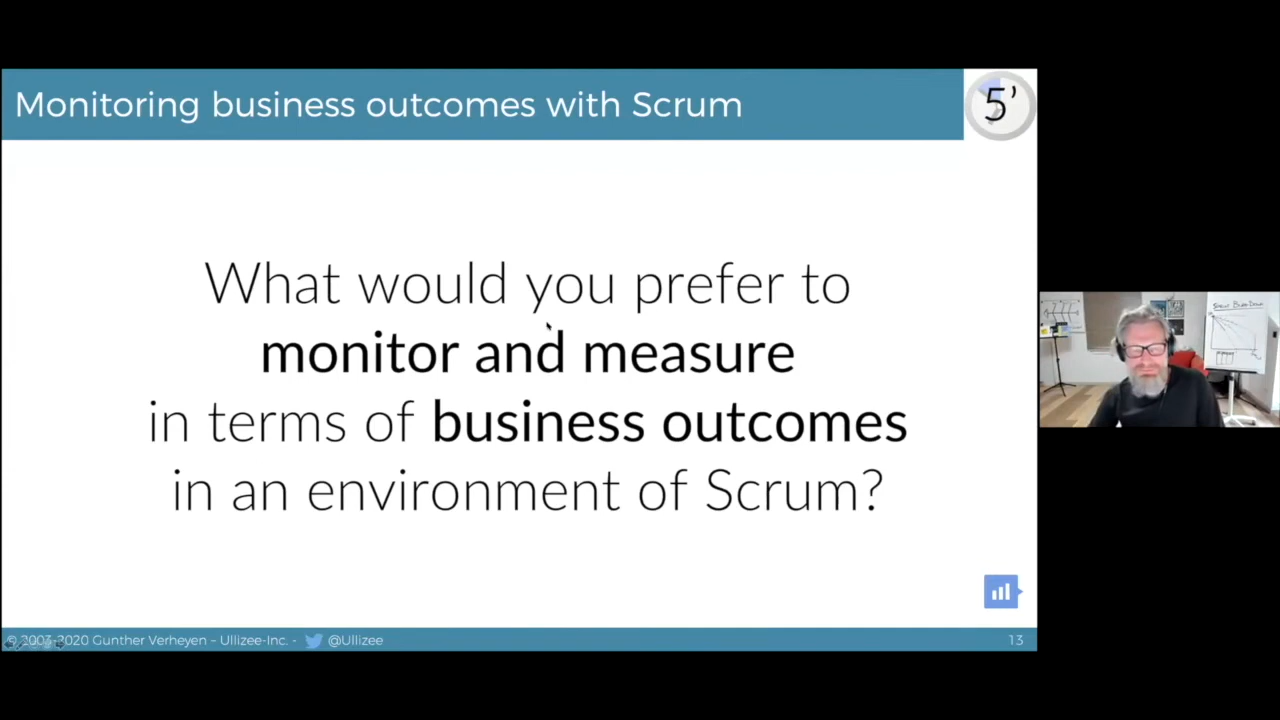 Monitoring business outcomes with Scrum
5’
What would you prefer to
monitor and measure
in terms of business outcomes
in an environment of Scrum?
© 2003-2020 Gunther Verheyen – Ullizee-Inc. - @Ullizee
13